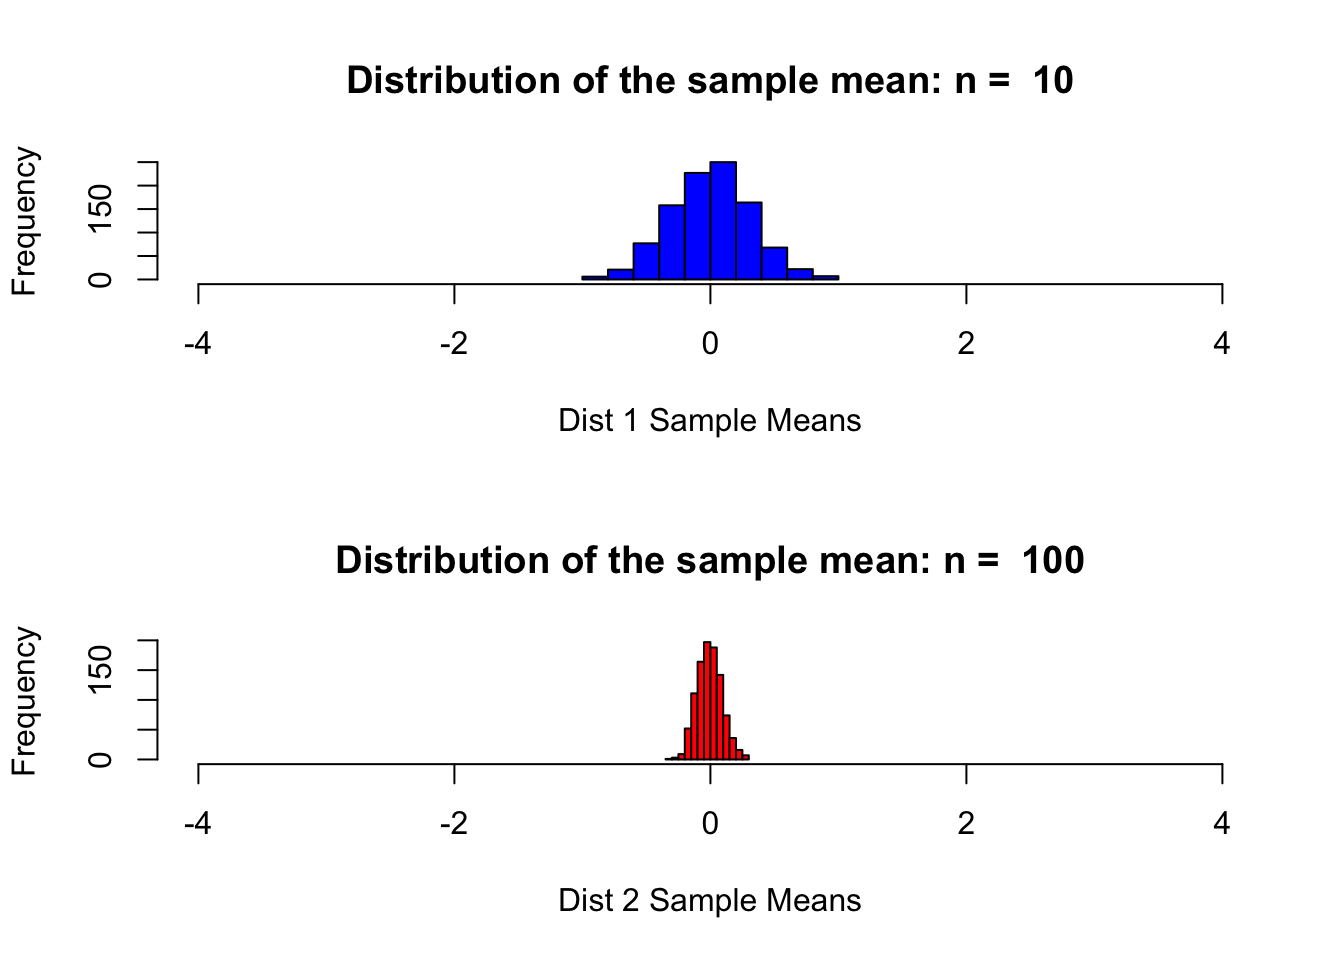 Distribution of the sample mean: n =  10
Frequency
150
0
-4 -2 0 2 4
Dist 1 Sample Means
Distribution of the sample mean: n =  100
Frequency
150
0
-4 -2 0 2 4
Dist 2 Sample Means